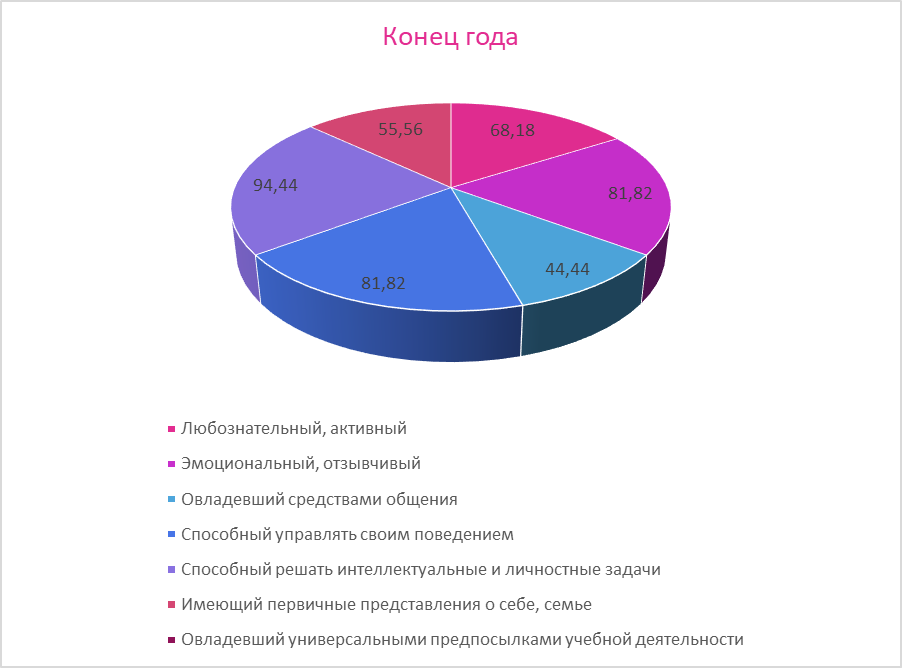 Конец года
55,56
68,18
94,44
81,82
44,44
81,82
Любознательный, активный
Эмоциональный, отзывчивый
Овладевший средствами общения
Способный управлять своим поведением
Способный решать интеллектуальные и личностные задачи
Имеющий первичные представления о себе, семье
Овладевший универсальными предпосылками учебной деятельности